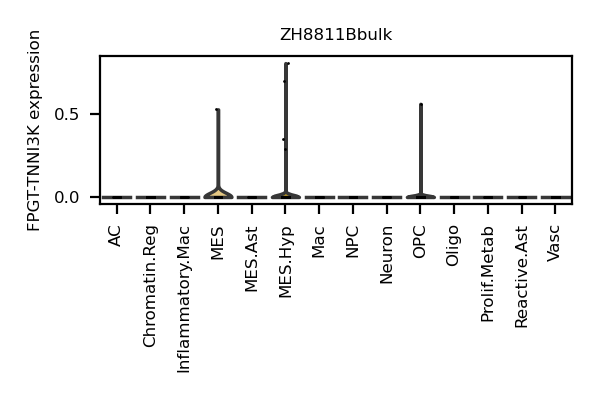 ZH8811Bbulk
FPGT-TNNI3K expression
0.5
0.0
AC
Chromatin.Reg
Inflammatory.Mac
MES
MES.Ast
MES.Hyp
Mac
NPC
Neuron
OPC
Oligo
Prolif.Metab
Reactive.Ast
Vasc